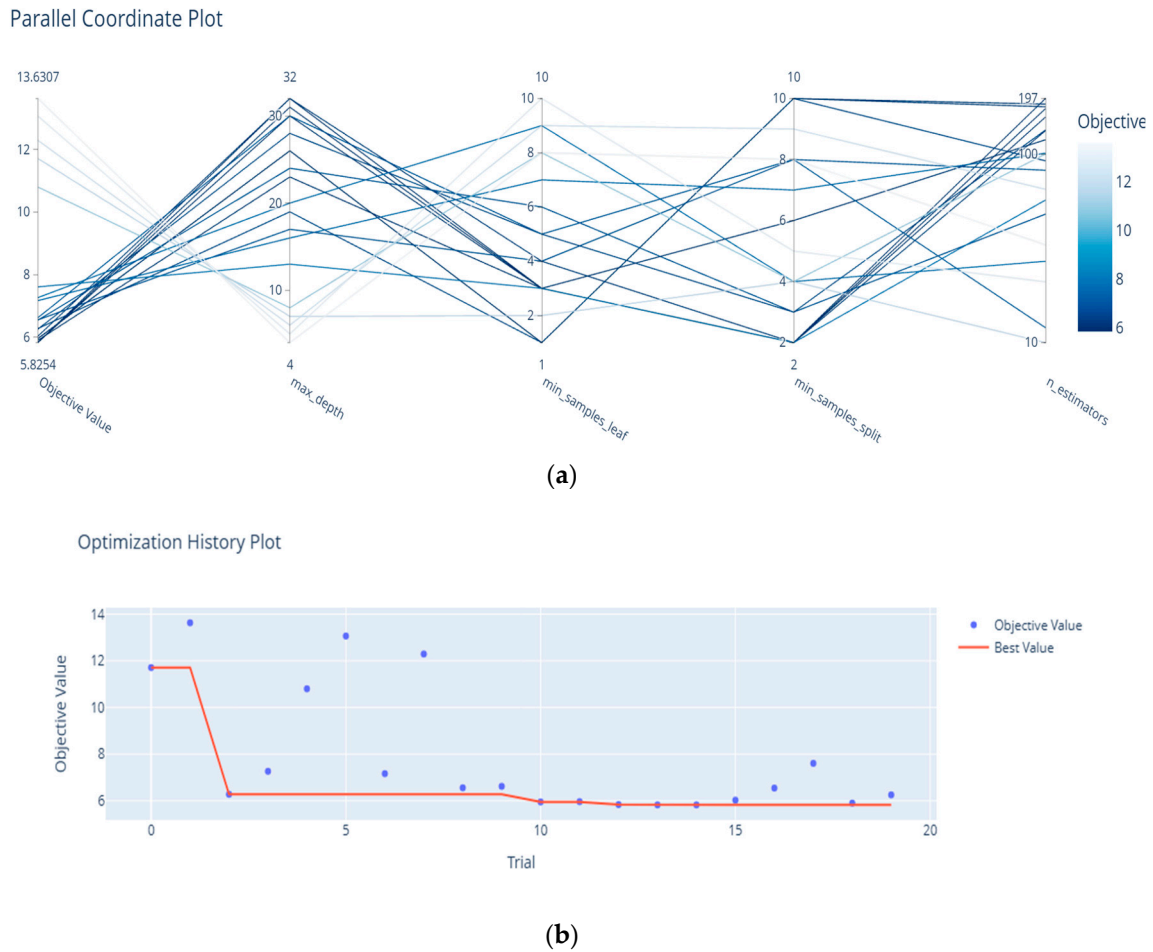 Parallel Coordinate Plot
13.6307 32 10 10
30 10 10 197
Objective
12 8 8 100 12
10 20 6 6 10
8 10 4 4 8
6 2 2 10 6
5.8254 4 1 2
Objective Value max_depth min_samples_leaf min_samples_split n_estimators
(a)
Optimization History Plot
14
12
10
8
6
Objective Value
0 5 10 15 20
Trial
Objective Value
Best Value
(b)